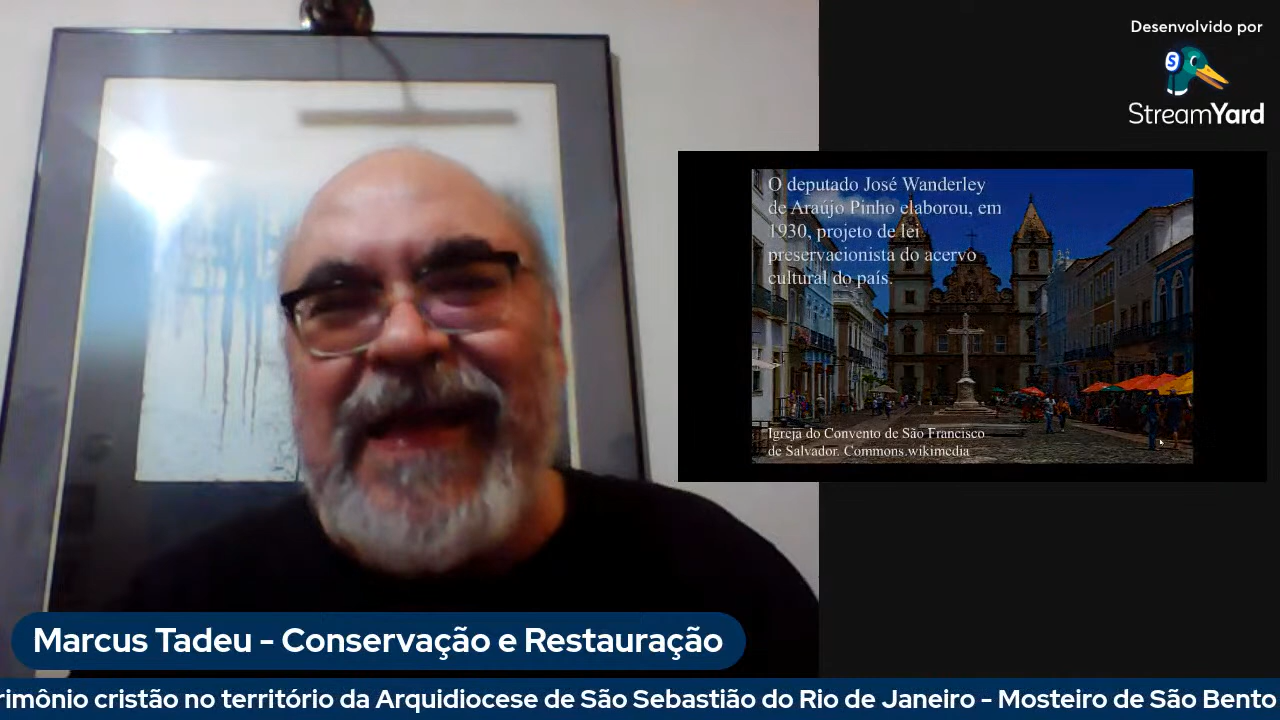 Desenvolvido por
S
StreamYard
O deputado José Wanderley
de Araújo Pinho elaborou, em
1930, projeto de lei
preservacionista do acervo
cultural do país.
Igreja do Convento de São Francisco
de Salvador. Commons.wikimedia
Marcus Tadeu - Conservação e Restauração
rimônio cristão no território da Arquidiocese de São Sebastião do Rio de Janeiro - Mosteiro de São Bento